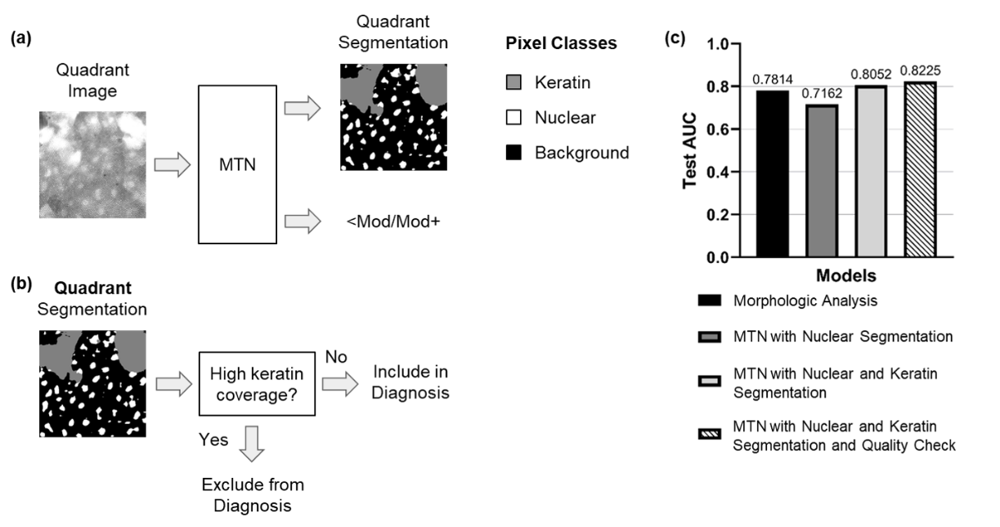 (a)
Quadrant
Image
MTN
Quadrant
Segmentation
<Mod/Mod+
Pixel Classes
Keratin
Nuclear
Background
(b)
Quadrant
Segmentation
High keratin
coverage?
No
Include in
Diagnosis
Yes
Exclude from
Diagnosis
(c)
Test AUC
1.0
0.8
0.6
0.4
0.2
0.0
0.7814
0.7162
0.8052
0.8225
Models
Morphologic Analysis
MTN with Nuclear Segmentation
MTN with Nuclear and Keratin
Segmentation
MTN with Nuclear and Keratin
Segmentation and Quality Check